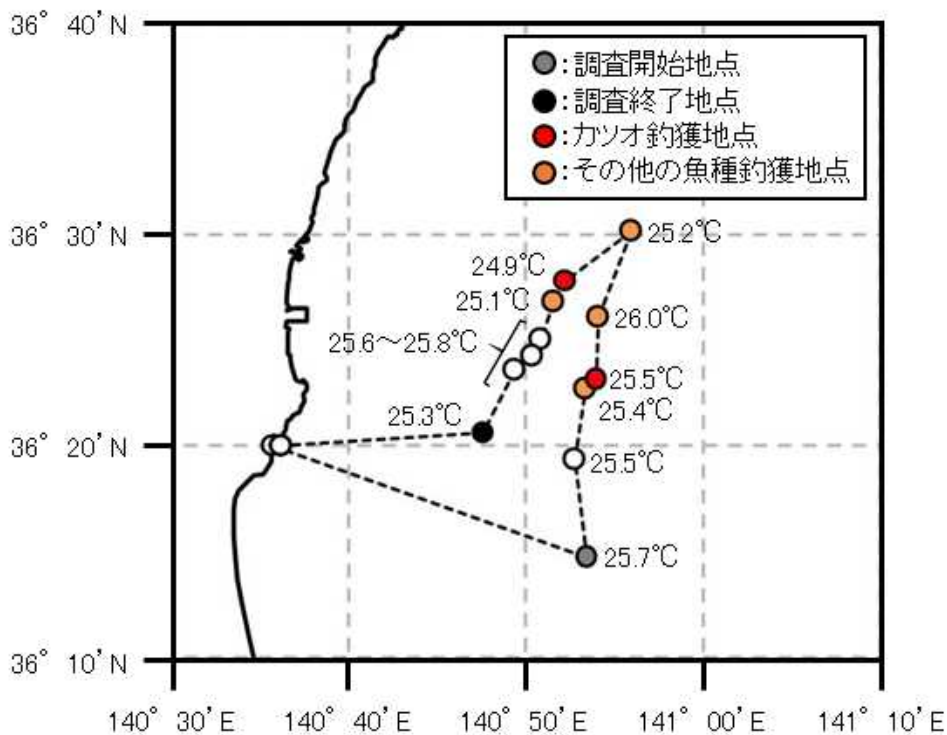 36° 40’N
●:調査開始地点
●:調査終了地点
●:カツオ釣獲地点
●:その他の魚種釣獲地点
36° 30’N
25.2℃
24.9℃
25.1℃
26.0℃
25.6～25.8℃
25.5℃
25.4℃
25.3℃
36° 20’N
25.5℃
25.7℃
36° 10’N
140° 30’E
140° 40’E
140° 50’E
141° 00’E
141° 10’E